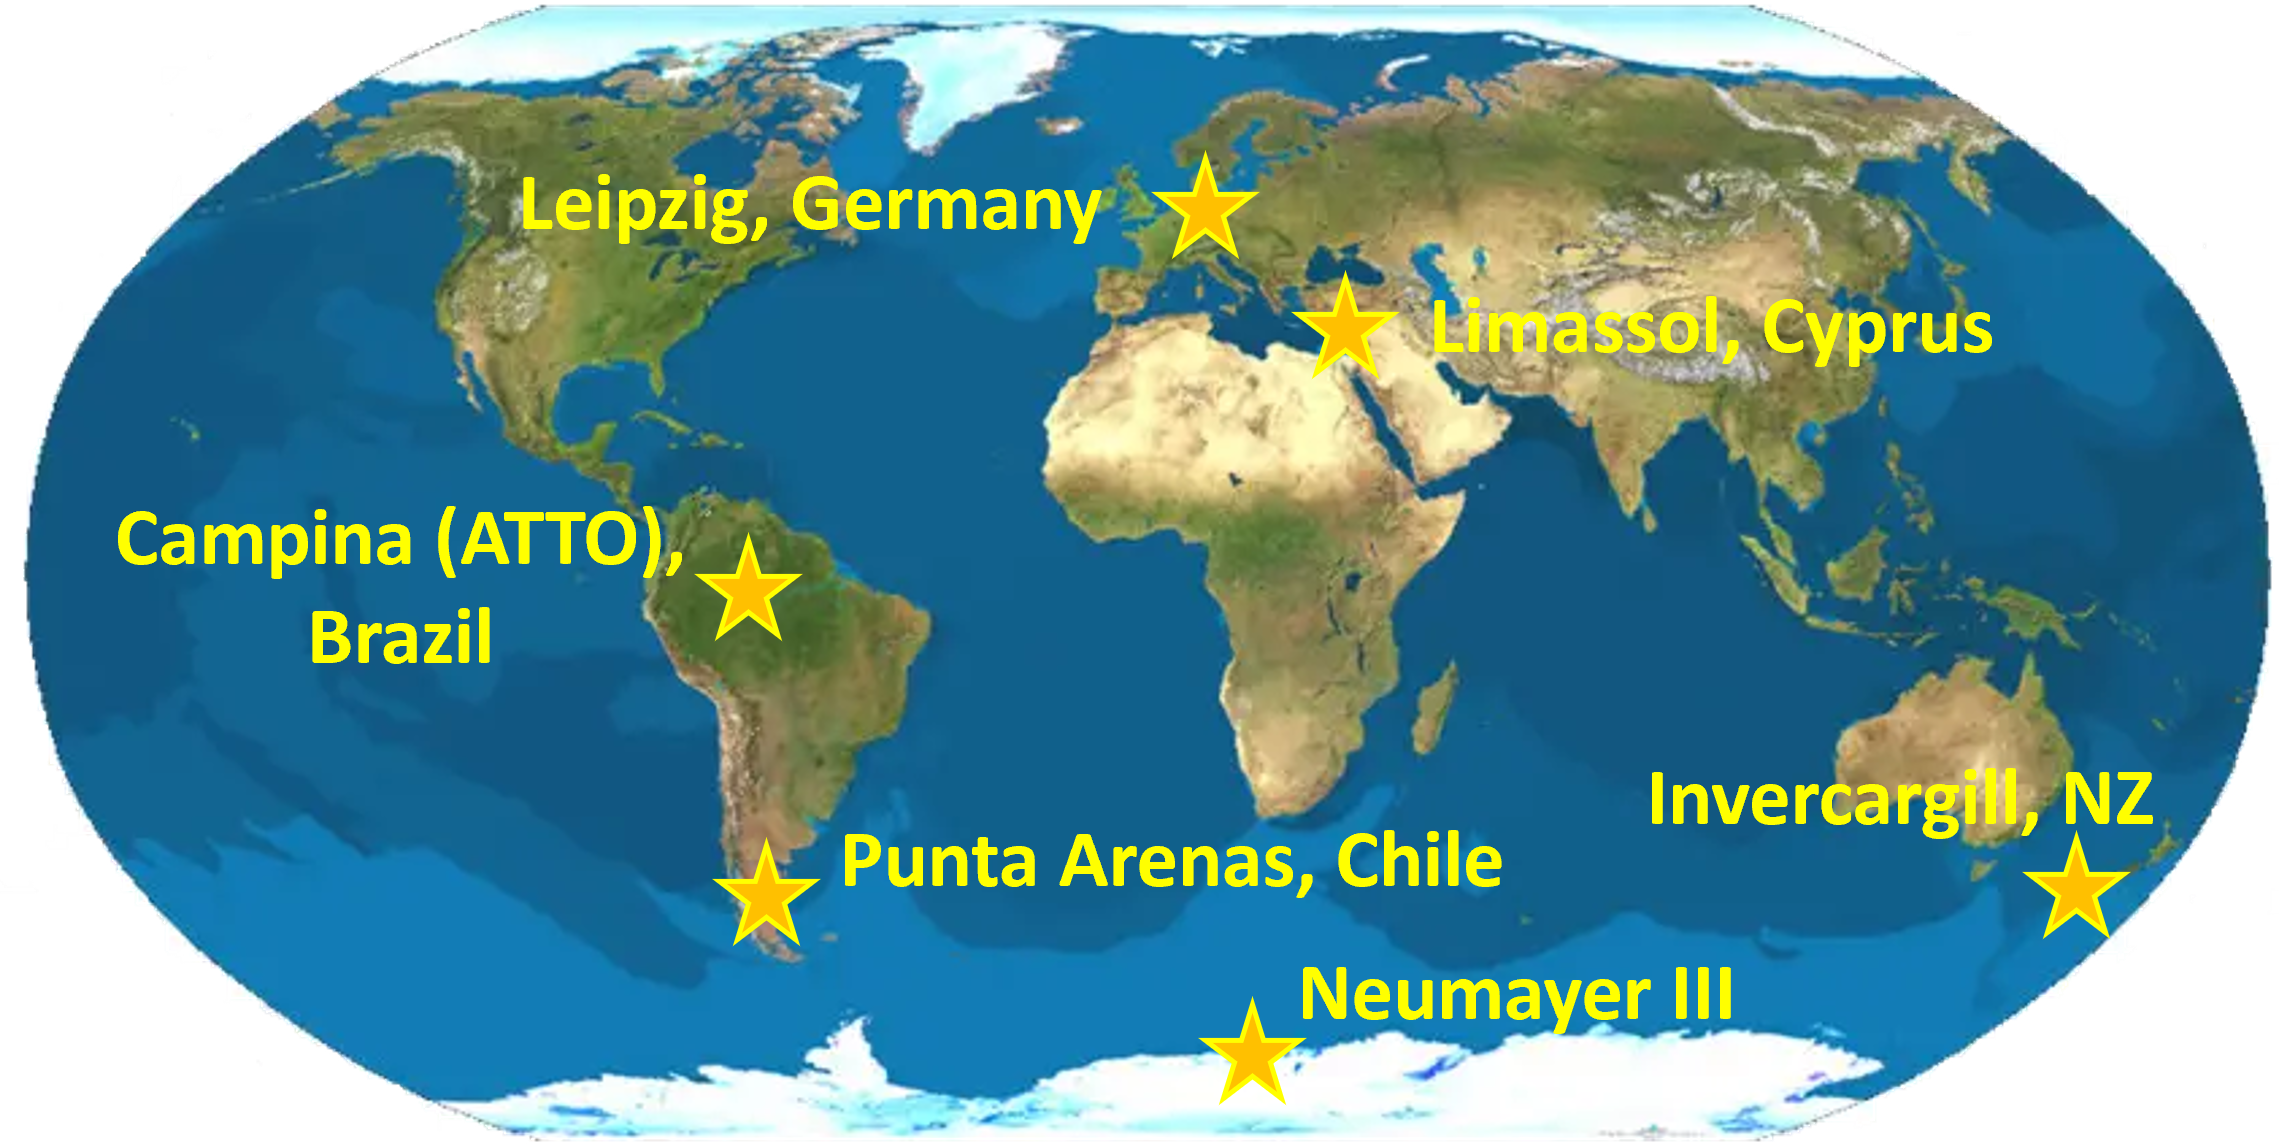 Leipzig, Germany
Limassol, Cyprus
Campina (ATTO),
Brazil
Invercargill, NZ
Punta Arenas, Chile
Neumayer III